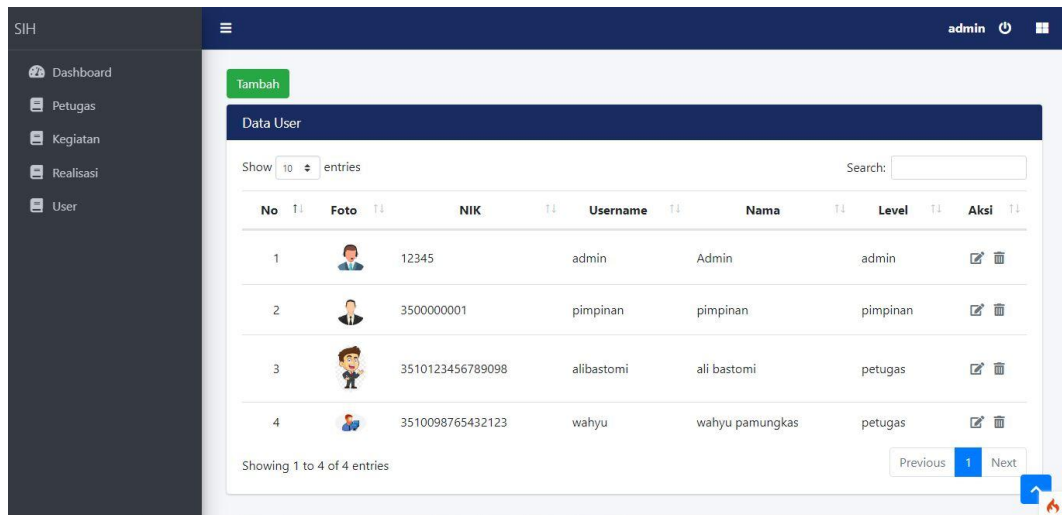 SIH
admin
Dashboard
Petugas
Kegiatan
Realisasi
User
Tambah
Data User
Show 10 entries
Search:
No Foto NIK Username Nama Level Aksi
1 12345 admin Admin admin
2 3500000001 pimpinan pimpinan pimpinan
3 3510123456789098 alibastomi ali bastomi petugas
4 3510098765432123 wahyu wahyu pamungkas petugas
Showing 1 to 4 of 4 entries
Previous 1 Next